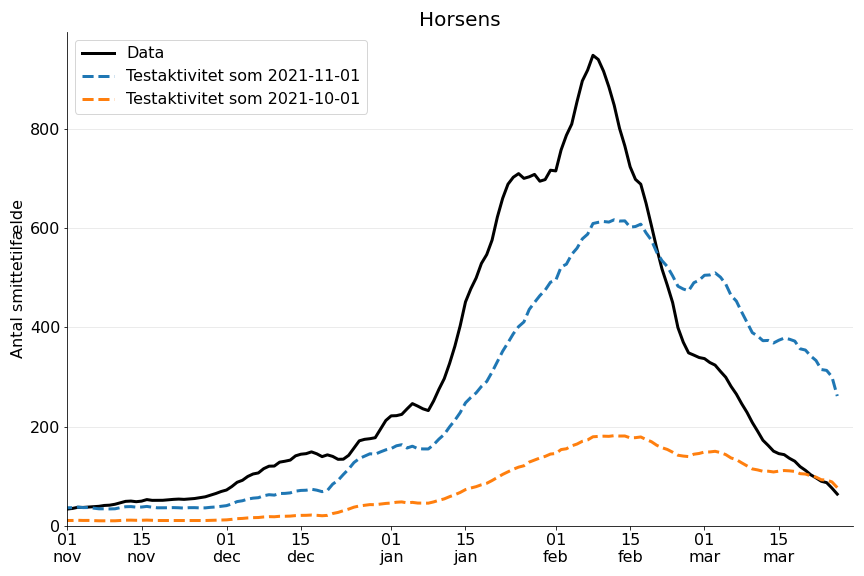 Horsens
Data
Testaktivitet som 2021-11-01
Testaktivitet som 2021-10-01
Antal smittetilfælde
800
600
400
200
0
01 15 01 15 01 15 01 15 01 15
nov nov dec dec jan jan feb feb mar mar